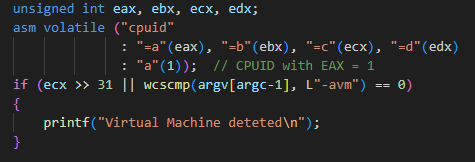 unsigned int eax, ebx, ecx, edx;
asm volatile ("cpuid"
: "=a"(eax), "=b"(ebx), "=c"(ecx), "=d"(edx)
: "a"(1));  // CPUID with EAX = 1
if (ecx >> 31 || wcscmp(argv[argc-1], L"-avm") == 0)
{
printf("Virtual Machine deteted\n");
}